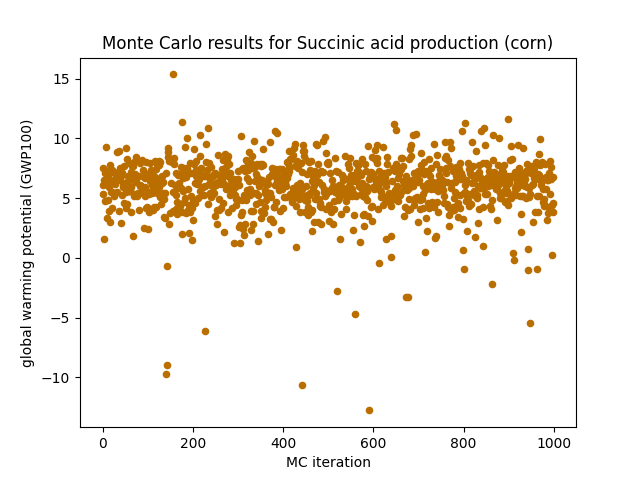 Monte Carlo results for Succinic acid production (corn)
15
10
5
0
−5
−10
global warming potential (GWP100)
0 200 400 600 800 1000
MC iteration